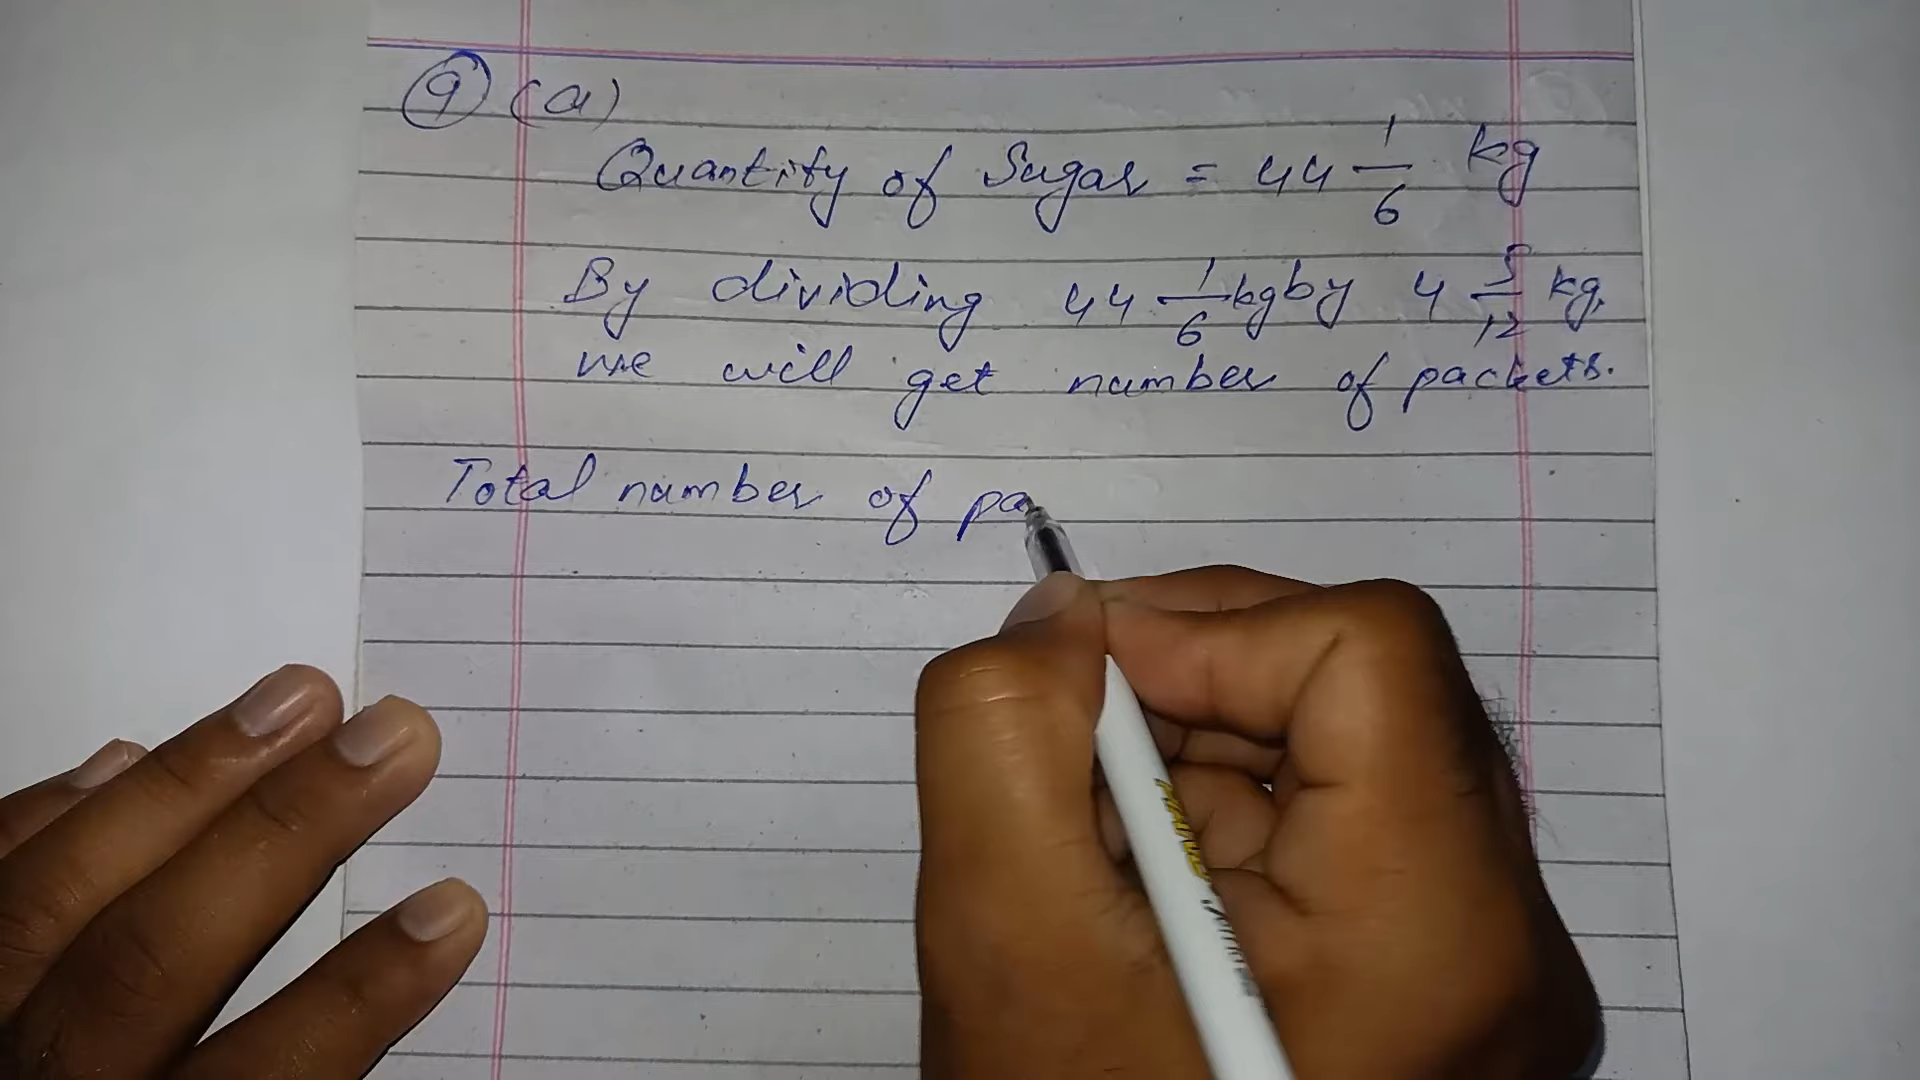 9 (a)
Quantity of Sugar = 44 1/6 kg
By dividing 44 1/6 kg by 4 5/12 kg,
we will get number of packets.
Total number of pa